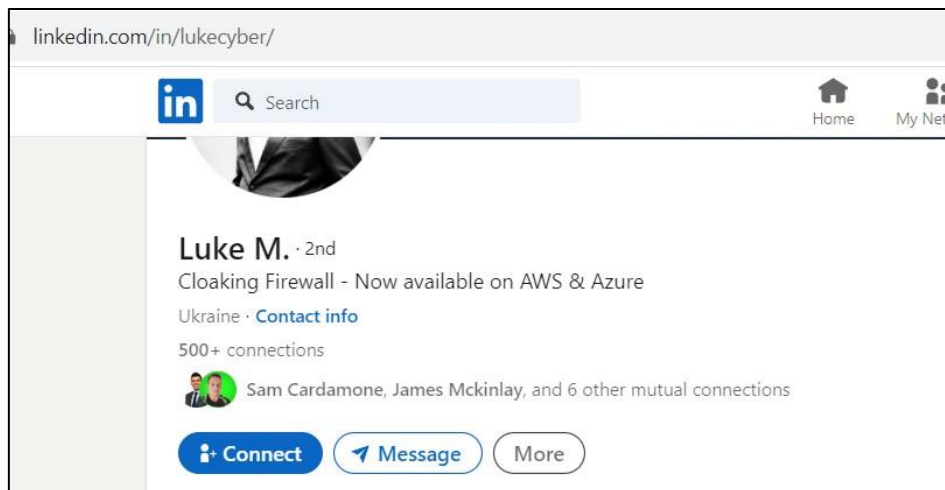 linkedin.com/in/lukecyber/
in Search
Home
Luke M. · 2nd
Cloaking Firewall - Now available on AWS & Azure
Ukraine · Contact info
500+ connections
Sam Cardamone, James Mckinlay, and 6 other mutual connections
Connect Message More